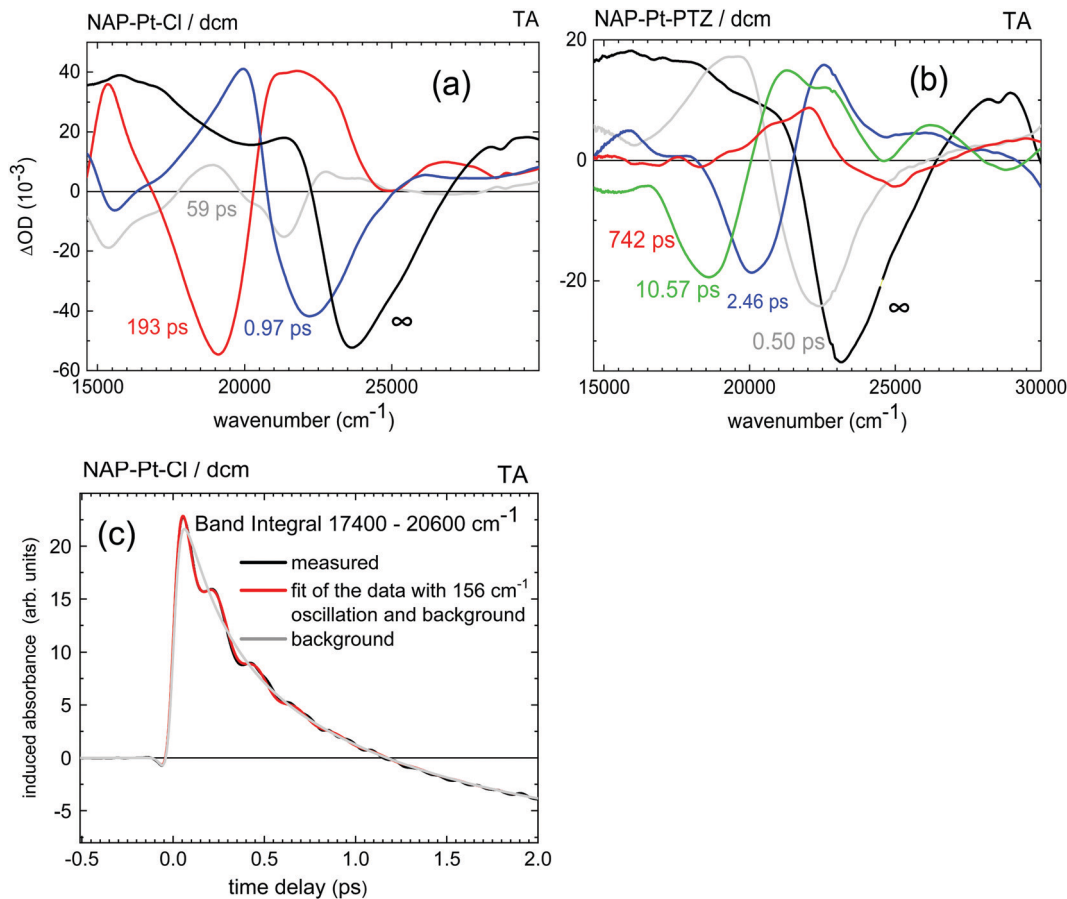 NAP-Pt-Cl / dcm TA
(a)
ΔOD (10⁻³)
40
20
0
-20
-40
-60
59 ps
193 ps
0.97 ps
∞
15000 20000 25000
wavenumber (cm⁻¹)
NAP-Pt-PTZ / dcm TA
(b)
20
0
-20
742 ps
10.57 ps
2.46 ps
0.50 ps
∞
15000 20000 25000 30000
wavenumber (cm⁻¹)
NAP-Pt-Cl / dcm TA
(c)
Band Integral 17400 - 20600 cm⁻¹
measured
fit of the data with 156 cm⁻¹
oscillation and background
background
induced absorbance (arb. units)
20
15
10
5
0
-5
-0.5 0.0 0.5 1.0 1.5 2.0
time delay (ps)